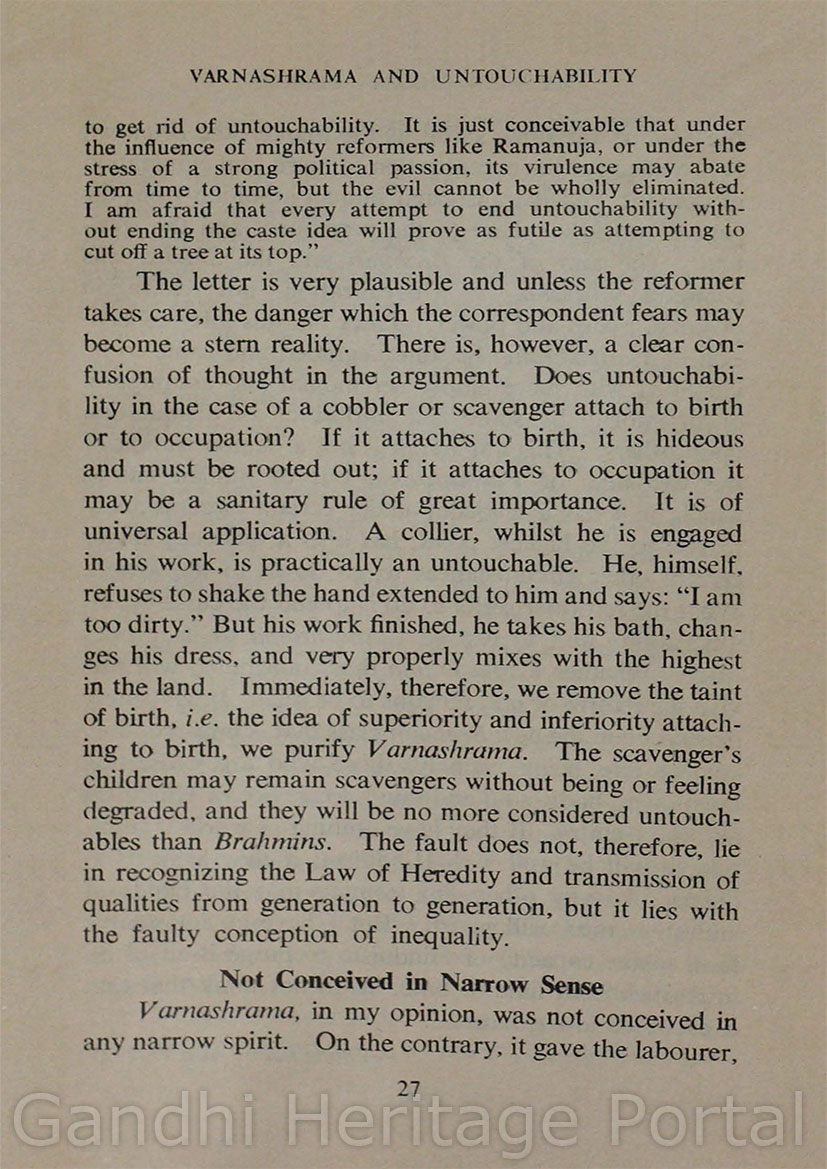 VARNASHRAMA AND UNTOUCHABILITY
to get rid of untouchability. It is just conceivable that under
the influence of mighty reformers like Ramanuja, or under the
stress of a strong political passion, its virulence may abate
from time to time, but the evil cannot be wholly eliminated.
I am afraid that every attempt to end untouchability with-
out ending the caste idea will prove as futile as attempting to
cut off a tree at its top.”
The letter is very plausible and unless the reformer
takes care, the danger which the correspondent fears may
become a stern reality. There is, however, a clear con-
fusion of thought in the argument. Does untouchabi-
lity in the case of a cobbler or scavenger attach to birth
or to occupation? If it attaches to birth, it is hideous
and must be rooted out; if it attaches to occupation it
may be a sanitary rule of great importance. It is of
universal application. A collier, whilst he is engaged
in his work, is practically an untouchable. He, himself,
refuses to shake the hand extended to him and says: “I am
too dirty.” But his work finished, he takes his bath, chan-
ges his dress, and very properly mixes with the highest
in the land. Immediately, therefore, we remove the taint
of birth, i.e. the idea of superiority and inferiority attach-
ing to birth, we purify Varnashrama. The scavenger’s
children may remain scavengers without being or feeling
degraded, and they will be no more considered untouch-
ables than Brahmins. The fault does not, therefore, lie
in recognizing the Law of Heredity and transmission of
qualities from generation to generation, but it lies with
the faulty conception of inequality.
Not Conceived in Narrow Sense
Varnashrama, in my opinion, was not conceived in
any narrow spirit. On the contrary, it gave the labourer,
27
Gandhi Heritage Portal